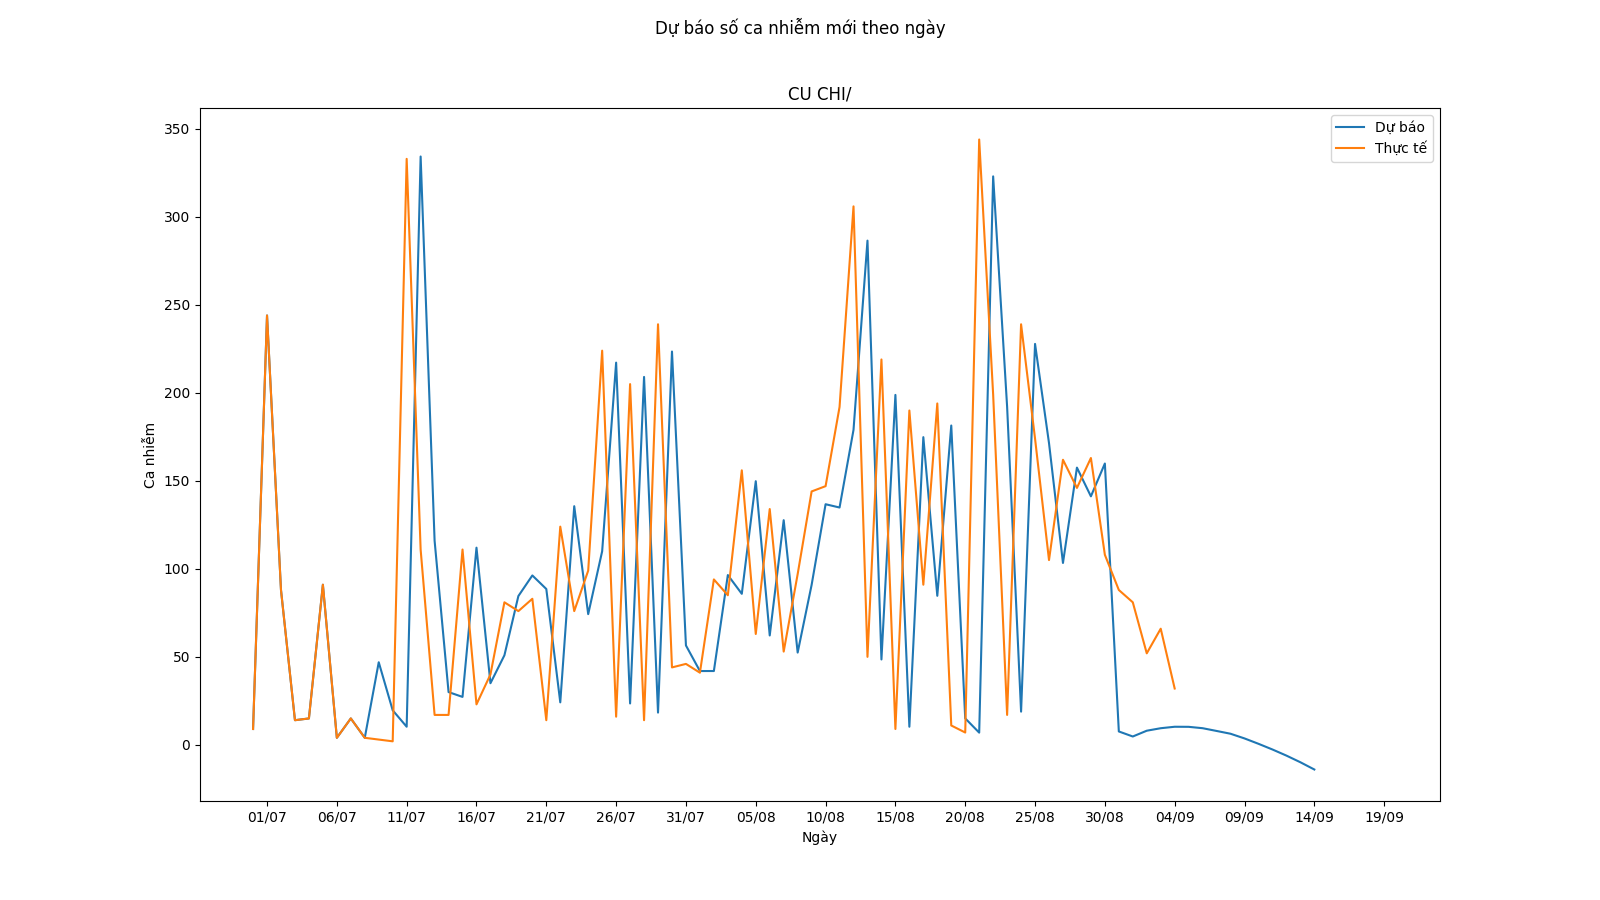 Dự báo số ca nhiễm mới theo ngày
CU CHI/
Dự báo
Thực tế
350
300
250
200
150
100
50
0
Ca nhiễm
01/07 06/07 11/07 16/07 21/07 26/07 31/07 05/08 10/08 15/08 20/08 25/08 30/08 04/09 09/09 14/09 19/09
Ngày